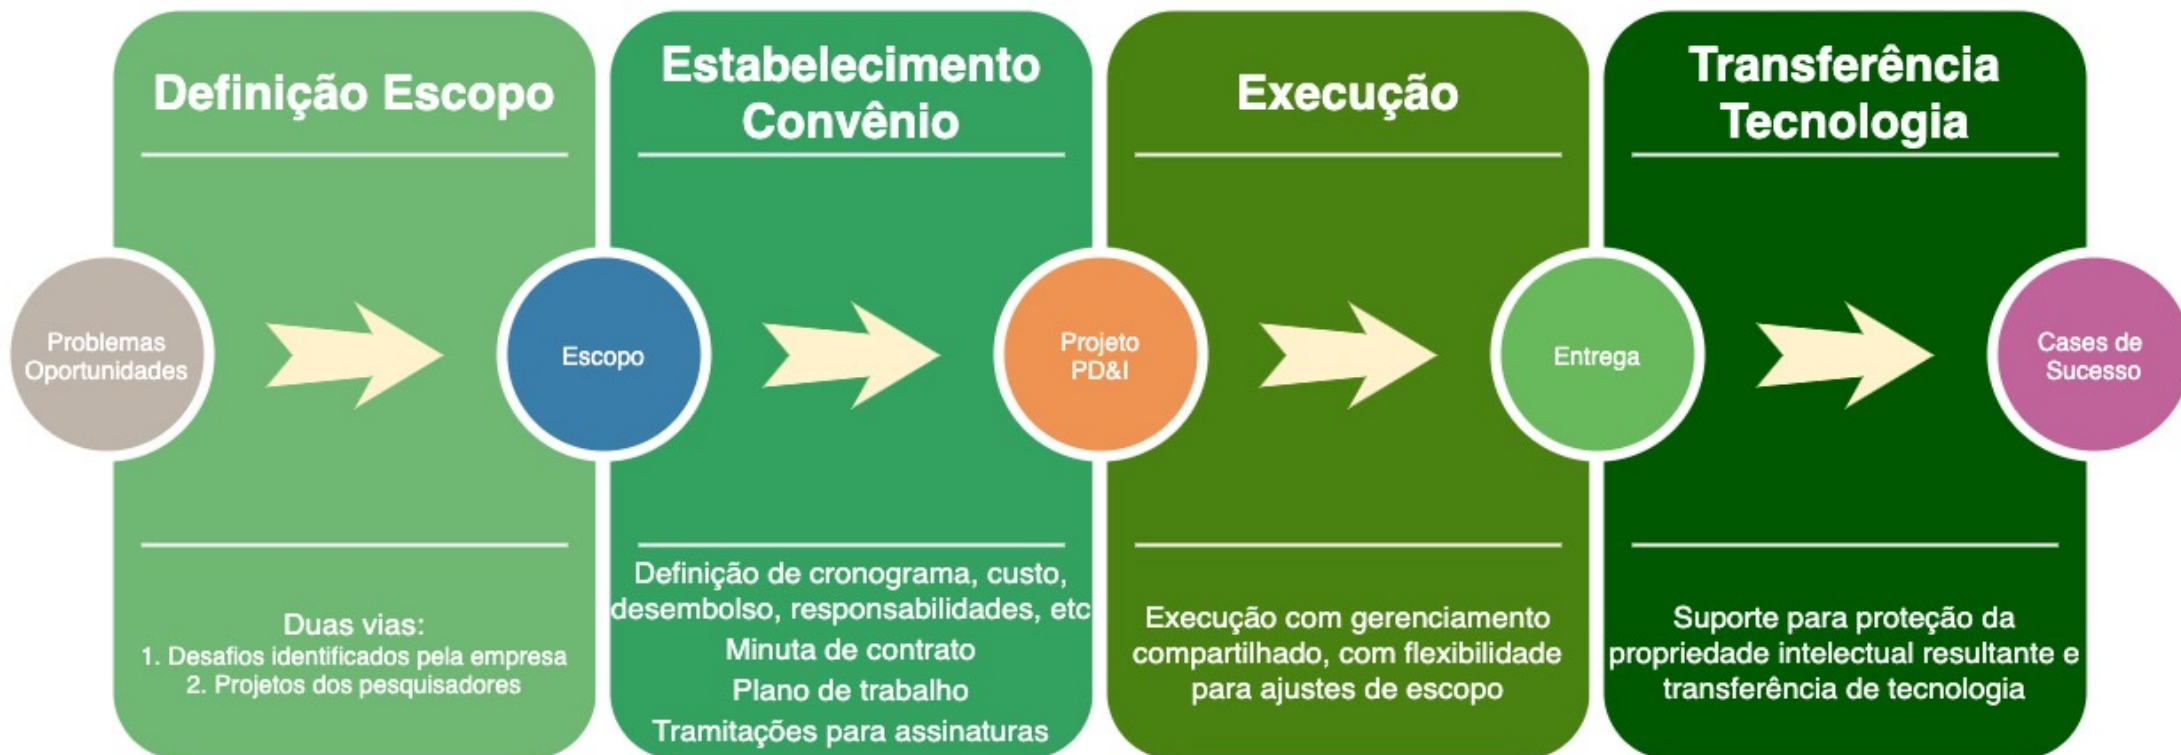 Definição Escopo
Estabelecimento
Convênio
Execução
Transferência
Tecnologia
Problemas
Oportunidades
Escopo
Projeto
PD&I
Entrega
Cases de
Sucesso
Duas vias:
1. Desafios identificados pela empresa
2. Projetos dos pesquisadores
Definição de cronograma, custo,
desembolso, responsabilidades, etc
Minuta de contrato
Plano de trabalho
Tramitações para assinaturas
Execução com gerenciamento
compartilhado, com flexibilidade
para ajustes de escopo
Suporte para proteção da
propriedade intelectual resultante e
transferência de tecnologia